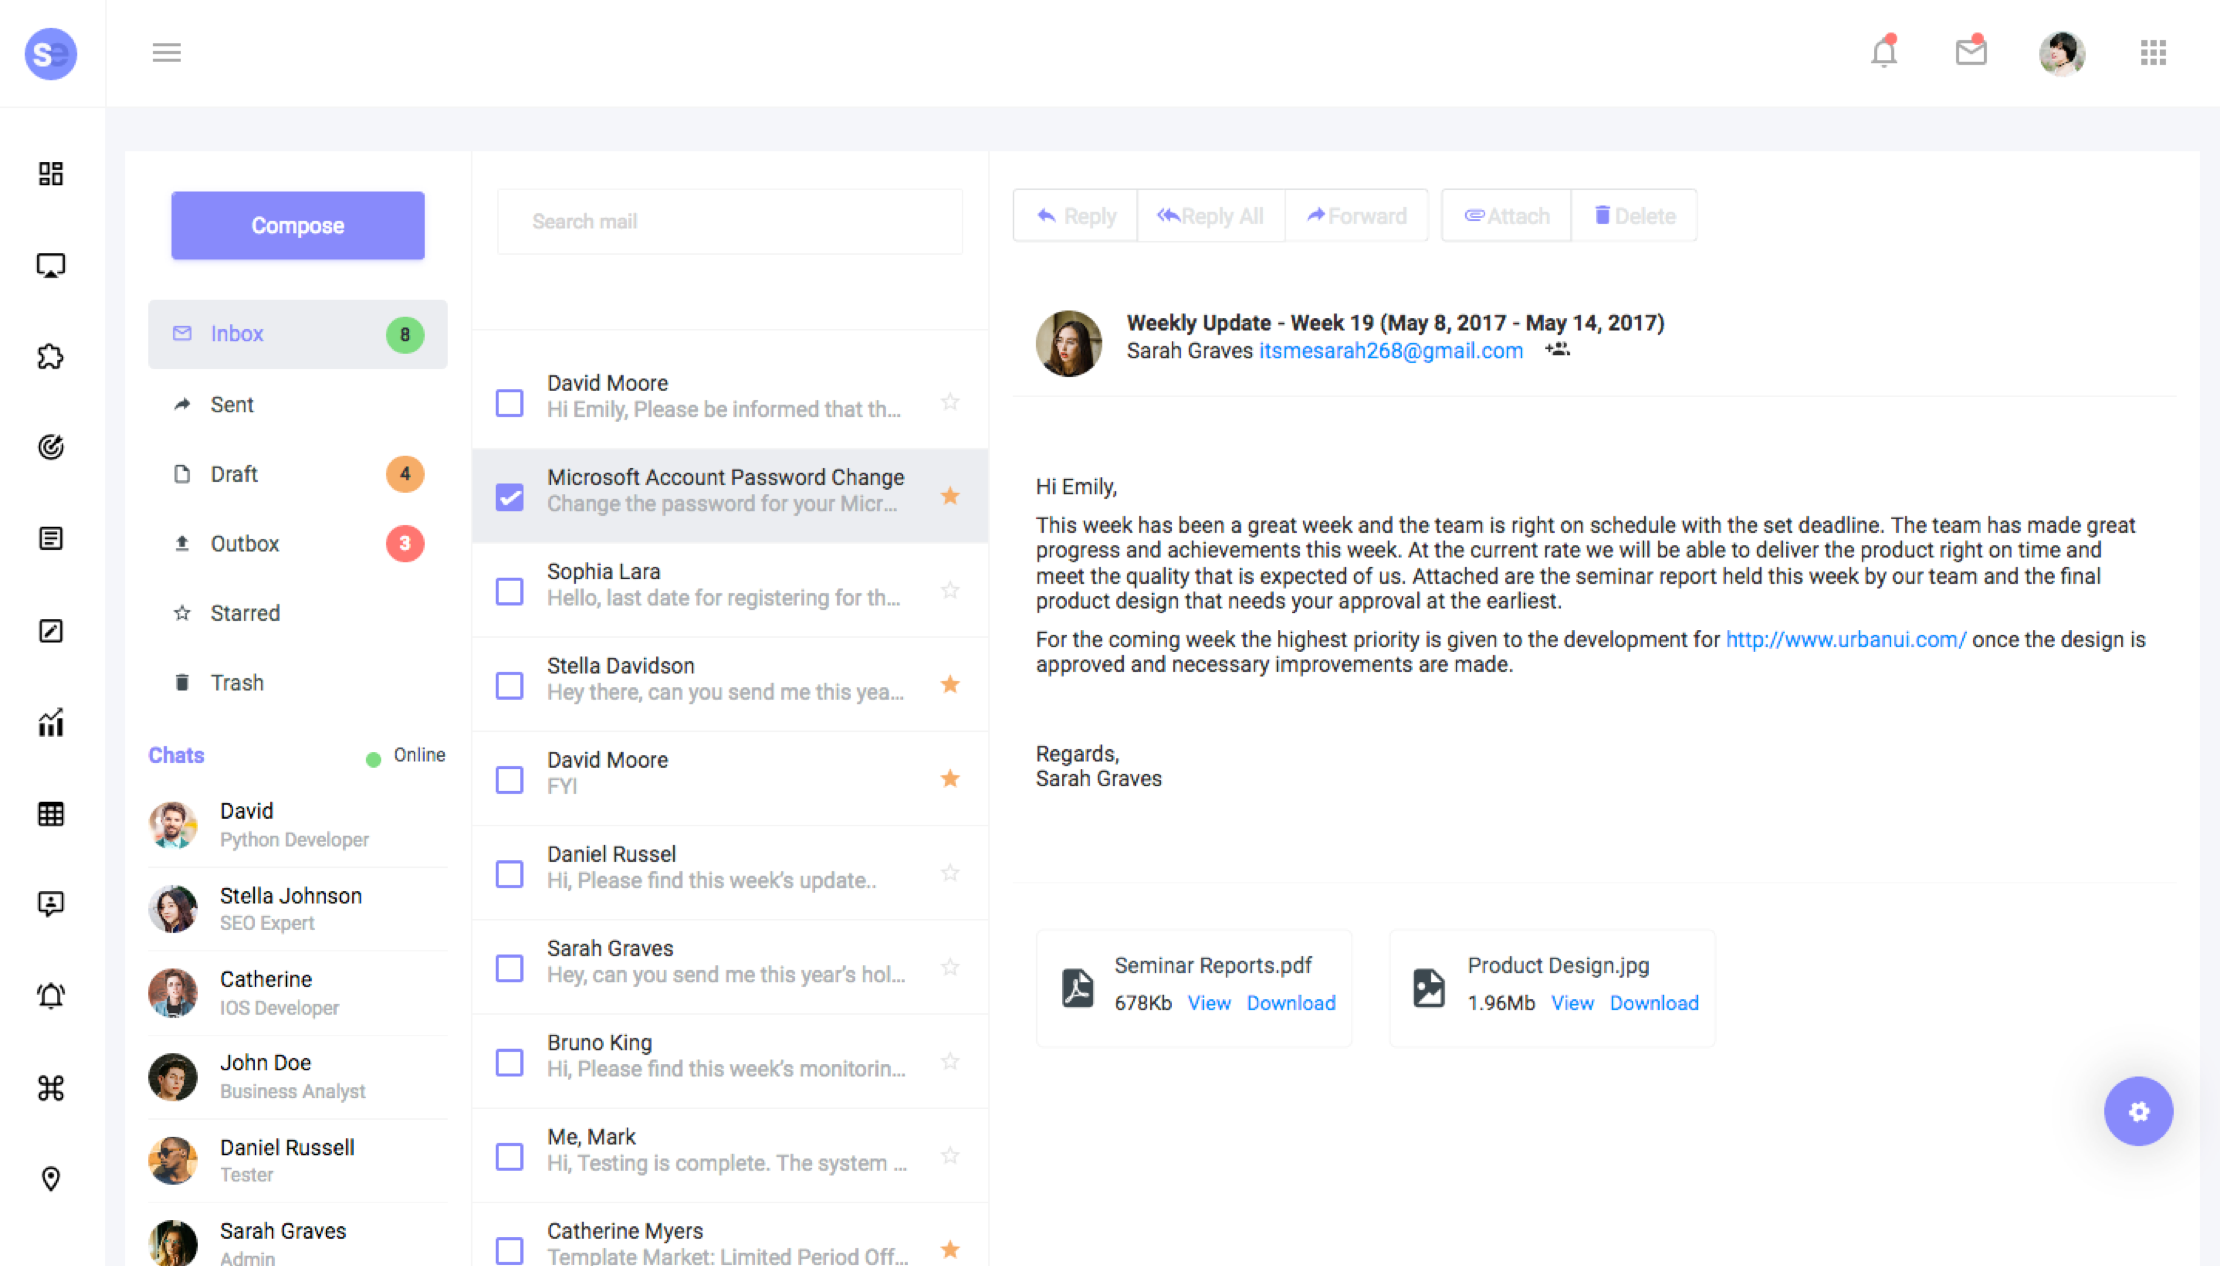 se
Compose
Inbox 8
Sent
Draft 4
Outbox 3
Starred
Trash
Chats Online
David
Python Developer
Stella Johnson
SEO Expert
Catherine
IOS Developer
John Doe
Business Analyst
Daniel Russell
Tester
Sarah Graves
Admin
Search mail
David Moore
Hi Emily, Please be informed that th...
Microsoft Account Password Change
Change the password for your Micr...
Sophia Lara
Hello, last date for registering for th...
Stella Davidson
Hey there, can you send me this yea...
David Moore
FYI
Daniel Russel
Hi, Please find this week’s update..
Sarah Graves
Hey, can you send me this year’s hol...
Bruno King
Hi, Please find this week’s monitorin...
Me, Mark
Hi, Testing is complete. The system ...
Catherine Myers
Template Market: Limited Period Off...
Reply Reply All Forward Attach Delete
Weekly Update - Week 19 (May 8, 2017 - May 14, 2017)
Sarah Graves itsmesarah268@gmail.com
Hi Emily,
This week has been a great week and the team is right on schedule with the set deadline. The team has made great
progress and achievements this week. At the current rate we will be able to deliver the product right on time and
meet the quality that is expected of us. Attached are the seminar report held this week by our team and the final
product design that needs your approval at the earliest.
For the coming week the highest priority is given to the development for http://www.urbanui.com/ once the design is
approved and necessary improvements are made.
Regards,
Sarah Graves
Seminar Reports.pdf
678Kb View Download
Product Design.jpg
1.96Mb View Download